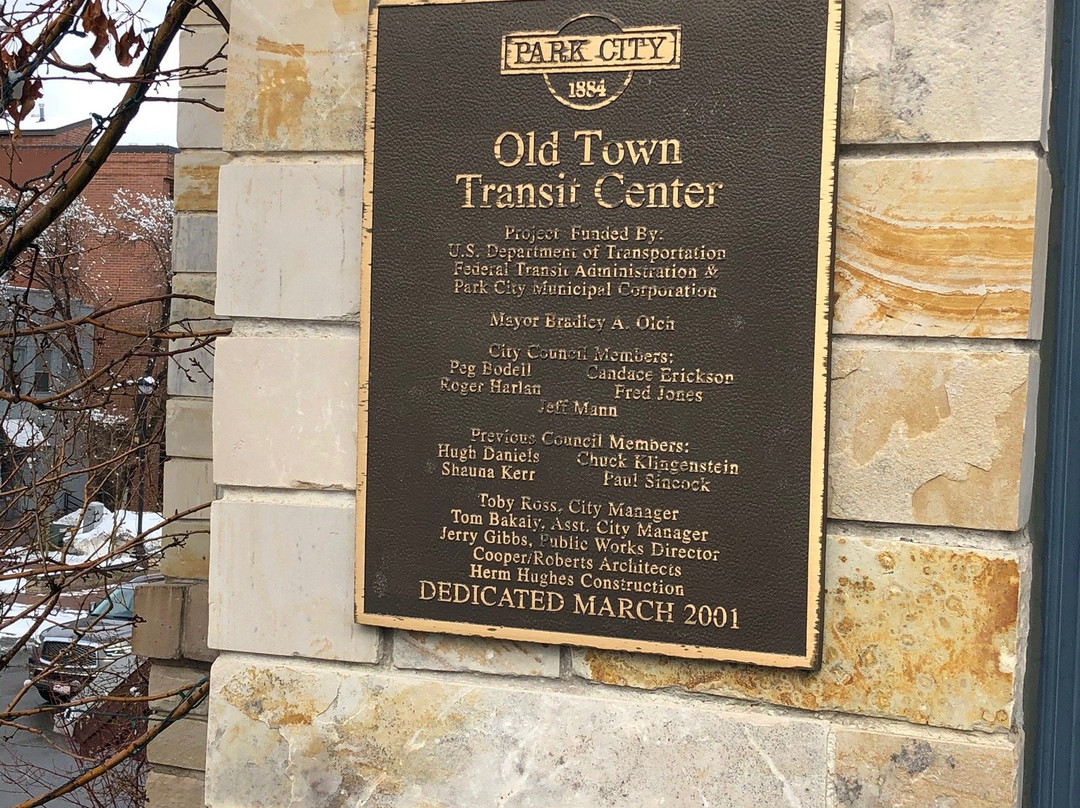 PARK CITY
1884
Old Town
Transit Center
Project Funded By:
U.S. Department of Transportation
Federal Transit Administration &
Park City Municipal Corporation
Mayor Bradley A. Olch
City Council Members:
Peg Bodell Candace Erickson
Roger Harlan Fred Jones
Jeff Mann
Previous Council Members:
Hugh Daniels Chuck Klingenstein
Shauna Kerr Paul Sincock
Toby Ross, City Manager
Tom Bakaly, Asst. City Manager
Jerry Gibbs, Public Works Director
Cooper/Roberts Architects
Herm Hughes Construction
DEDICATED MARCH 2001